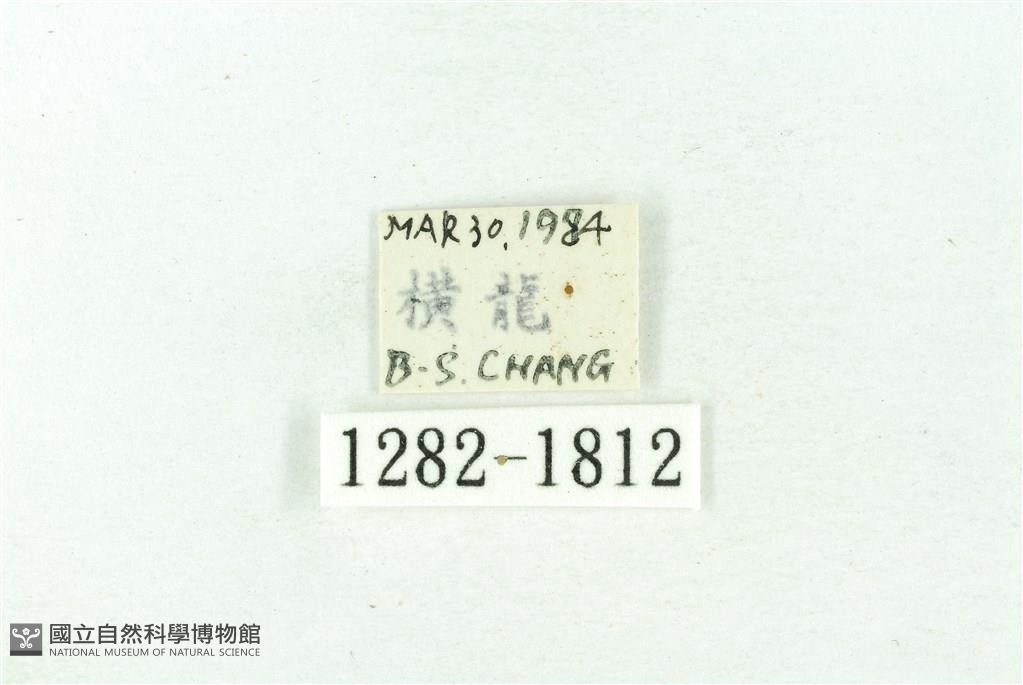 MAR 30, 1984
橫龍
B-S. CHANG
1282-1812
國立自然科學博物館
NATIONAL MUSEUM OF NATURAL SCIENCE